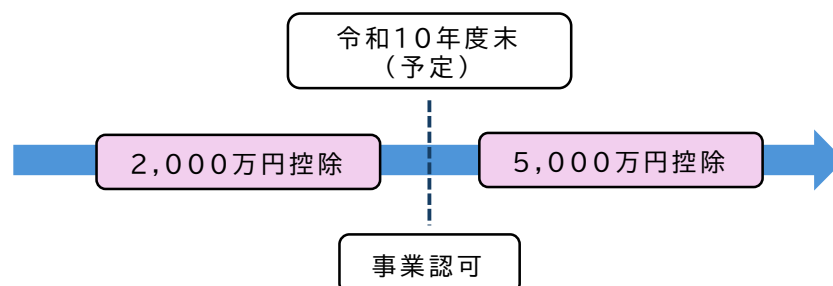 令和10年度末
(予定)
2,000万円控除
5,000万円控除
事業認可